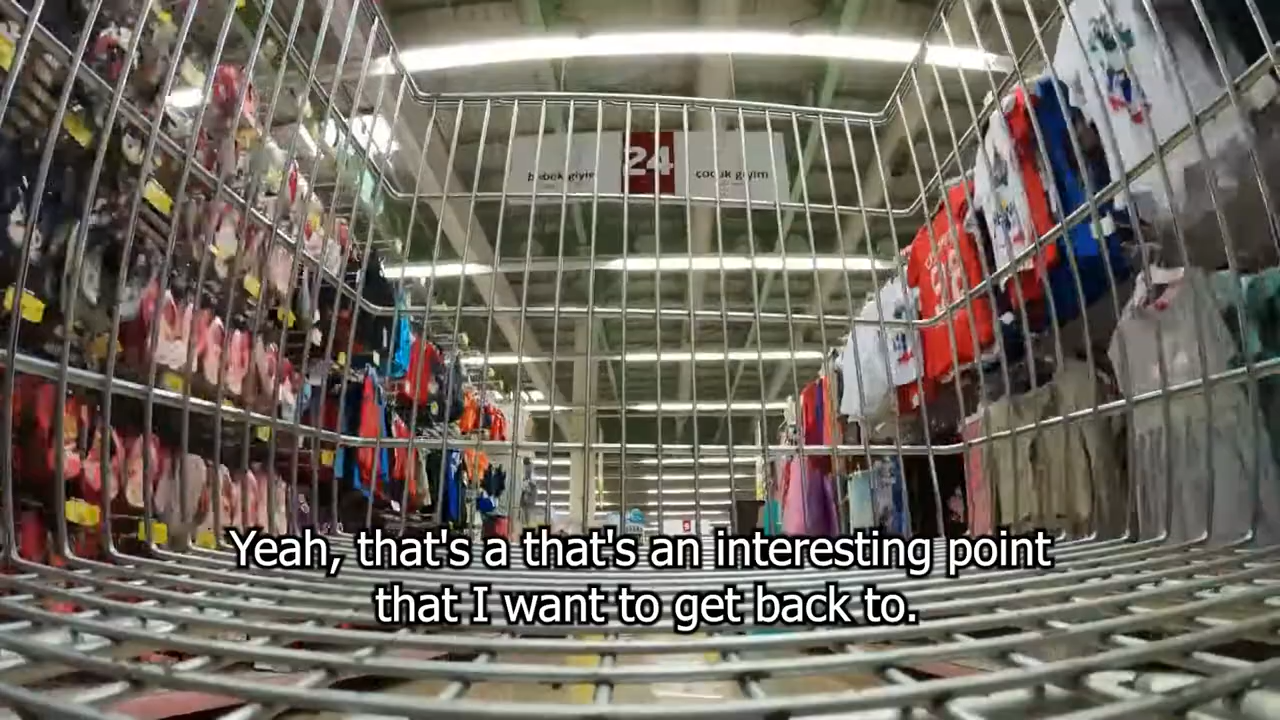 bebek giyim 24 çocuk giyim
Yeah, that's a that's an interesting point
that I want to get back to.